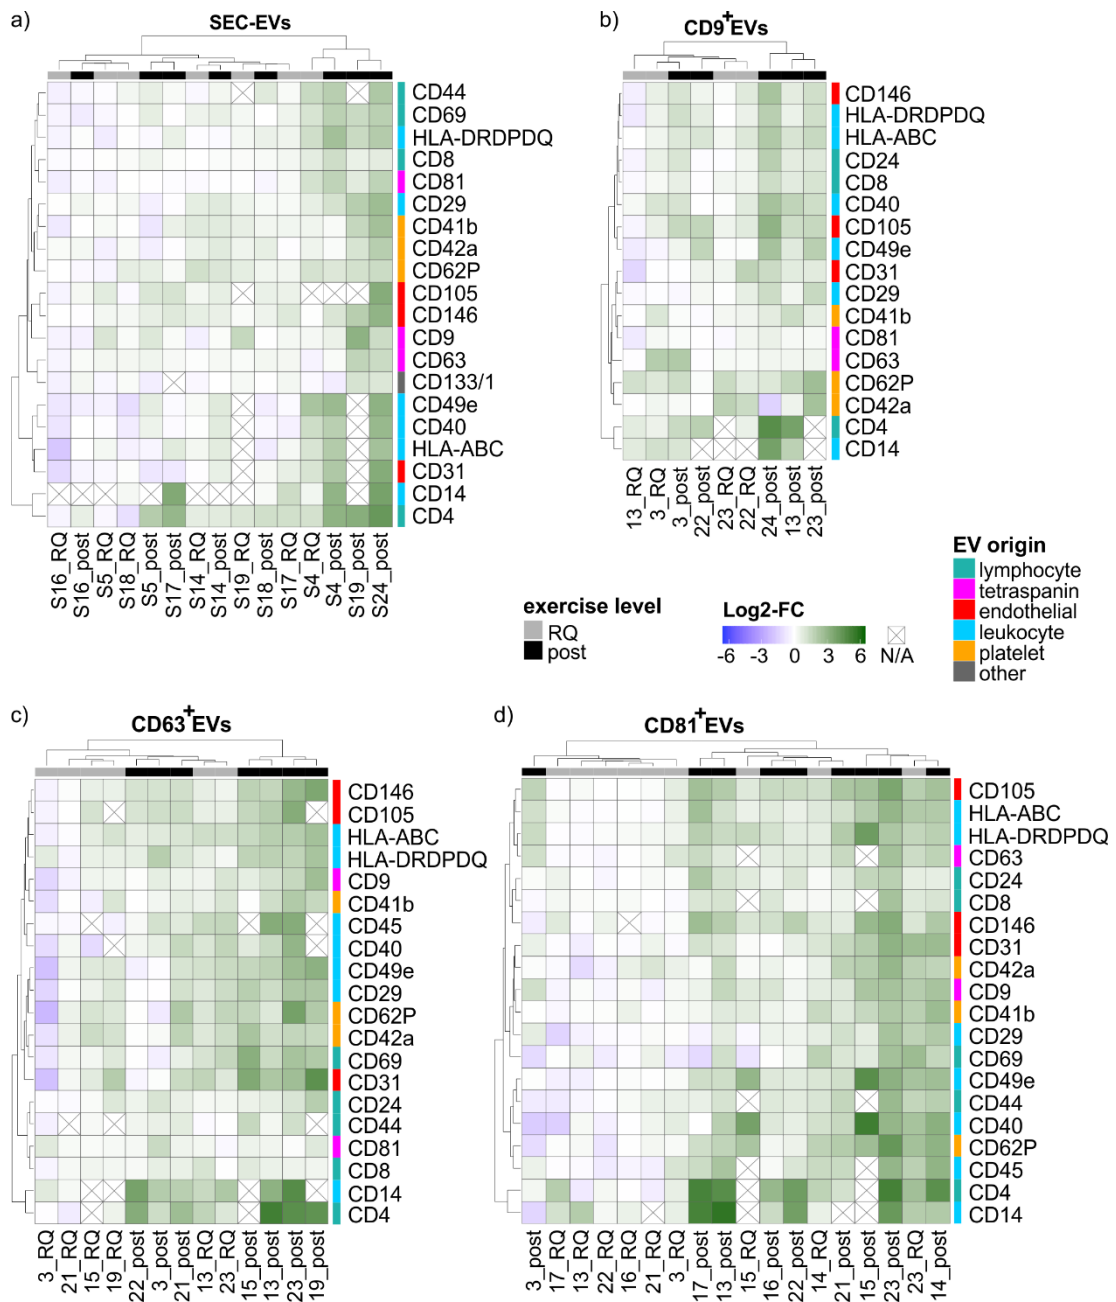 a)
SEC-EVs
CD44
CD69
HLA-DRDPDQ
CD8
CD81
CD29
CD41b
CD42a
CD62P
CD105
CD146
CD9
CD63
CD133/1
CD49e
CD40
HLA-ABC
CD31
CD14
CD4
S16_RQ
S16_post
S5_RQ
S18_RQ
S5_post
S17_post
S14_RQ
S14_post
S19_RQ
S18_post
S17_RQ
S4_RQ
S4_post
S19_post
S24_post
b)
CD9+EVs
CD146
HLA-DRDPDQ
HLA-ABC
CD24
CD8
CD40
CD105
CD49e
CD31
CD29
CD41b
CD81
CD63
CD62P
CD42a
CD4
CD14
13_RQ
3_RQ
3_post
22_post
23_RQ
22_RQ
24_post
13_post
23_post
exercise level
RQ
post
Log2-FC
-6 -3 0 3 6
N/A
EV origin
lymphocyte
tetraspanin
endothelial
leukocyte
platelet
other
c)
CD63+EVs
CD146
CD105
HLA-ABC
HLA-DRDPDQ
CD9
CD41b
CD45
CD40
CD49e
CD29
CD62P
CD42a
CD69
CD31
CD24
CD44
CD81
CD8
CD14
CD4
3_RQ
21_RQ
15_RQ
19_RQ
22_post
3_post
21_post
13_RQ
23_RQ
15_post
13_post
23_post
19_post
d)
CD81+EVs
CD105
HLA-ABC
HLA-DRDPDQ
CD63
CD24
CD8
CD146
CD31
CD42a
CD9
CD41b
CD29
CD69
CD49e
CD44
CD40
CD62P
CD45
CD4
CD14
3_post
17_RQ
13_RQ
22_RQ
16_RQ
21_RQ
3_RQ
17_post
13_post
15_RQ
16_post
22_post
14_RQ
21_post
15_post
23_post
23_RQ
14_post